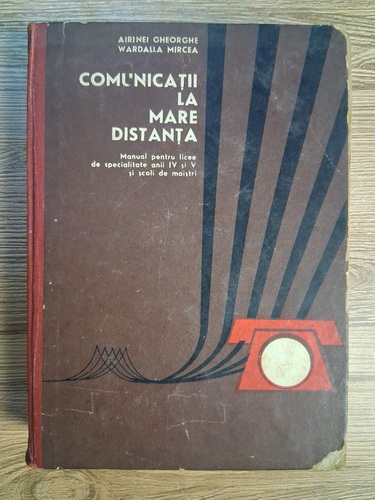 AIRINEI GHEORGHE
WARDALLA MIRCEA
COMUNICAȚII
LA
MARE
DISTANȚA
Manual pentru licee
de specialitate anii IV și V
și școli de maiștri